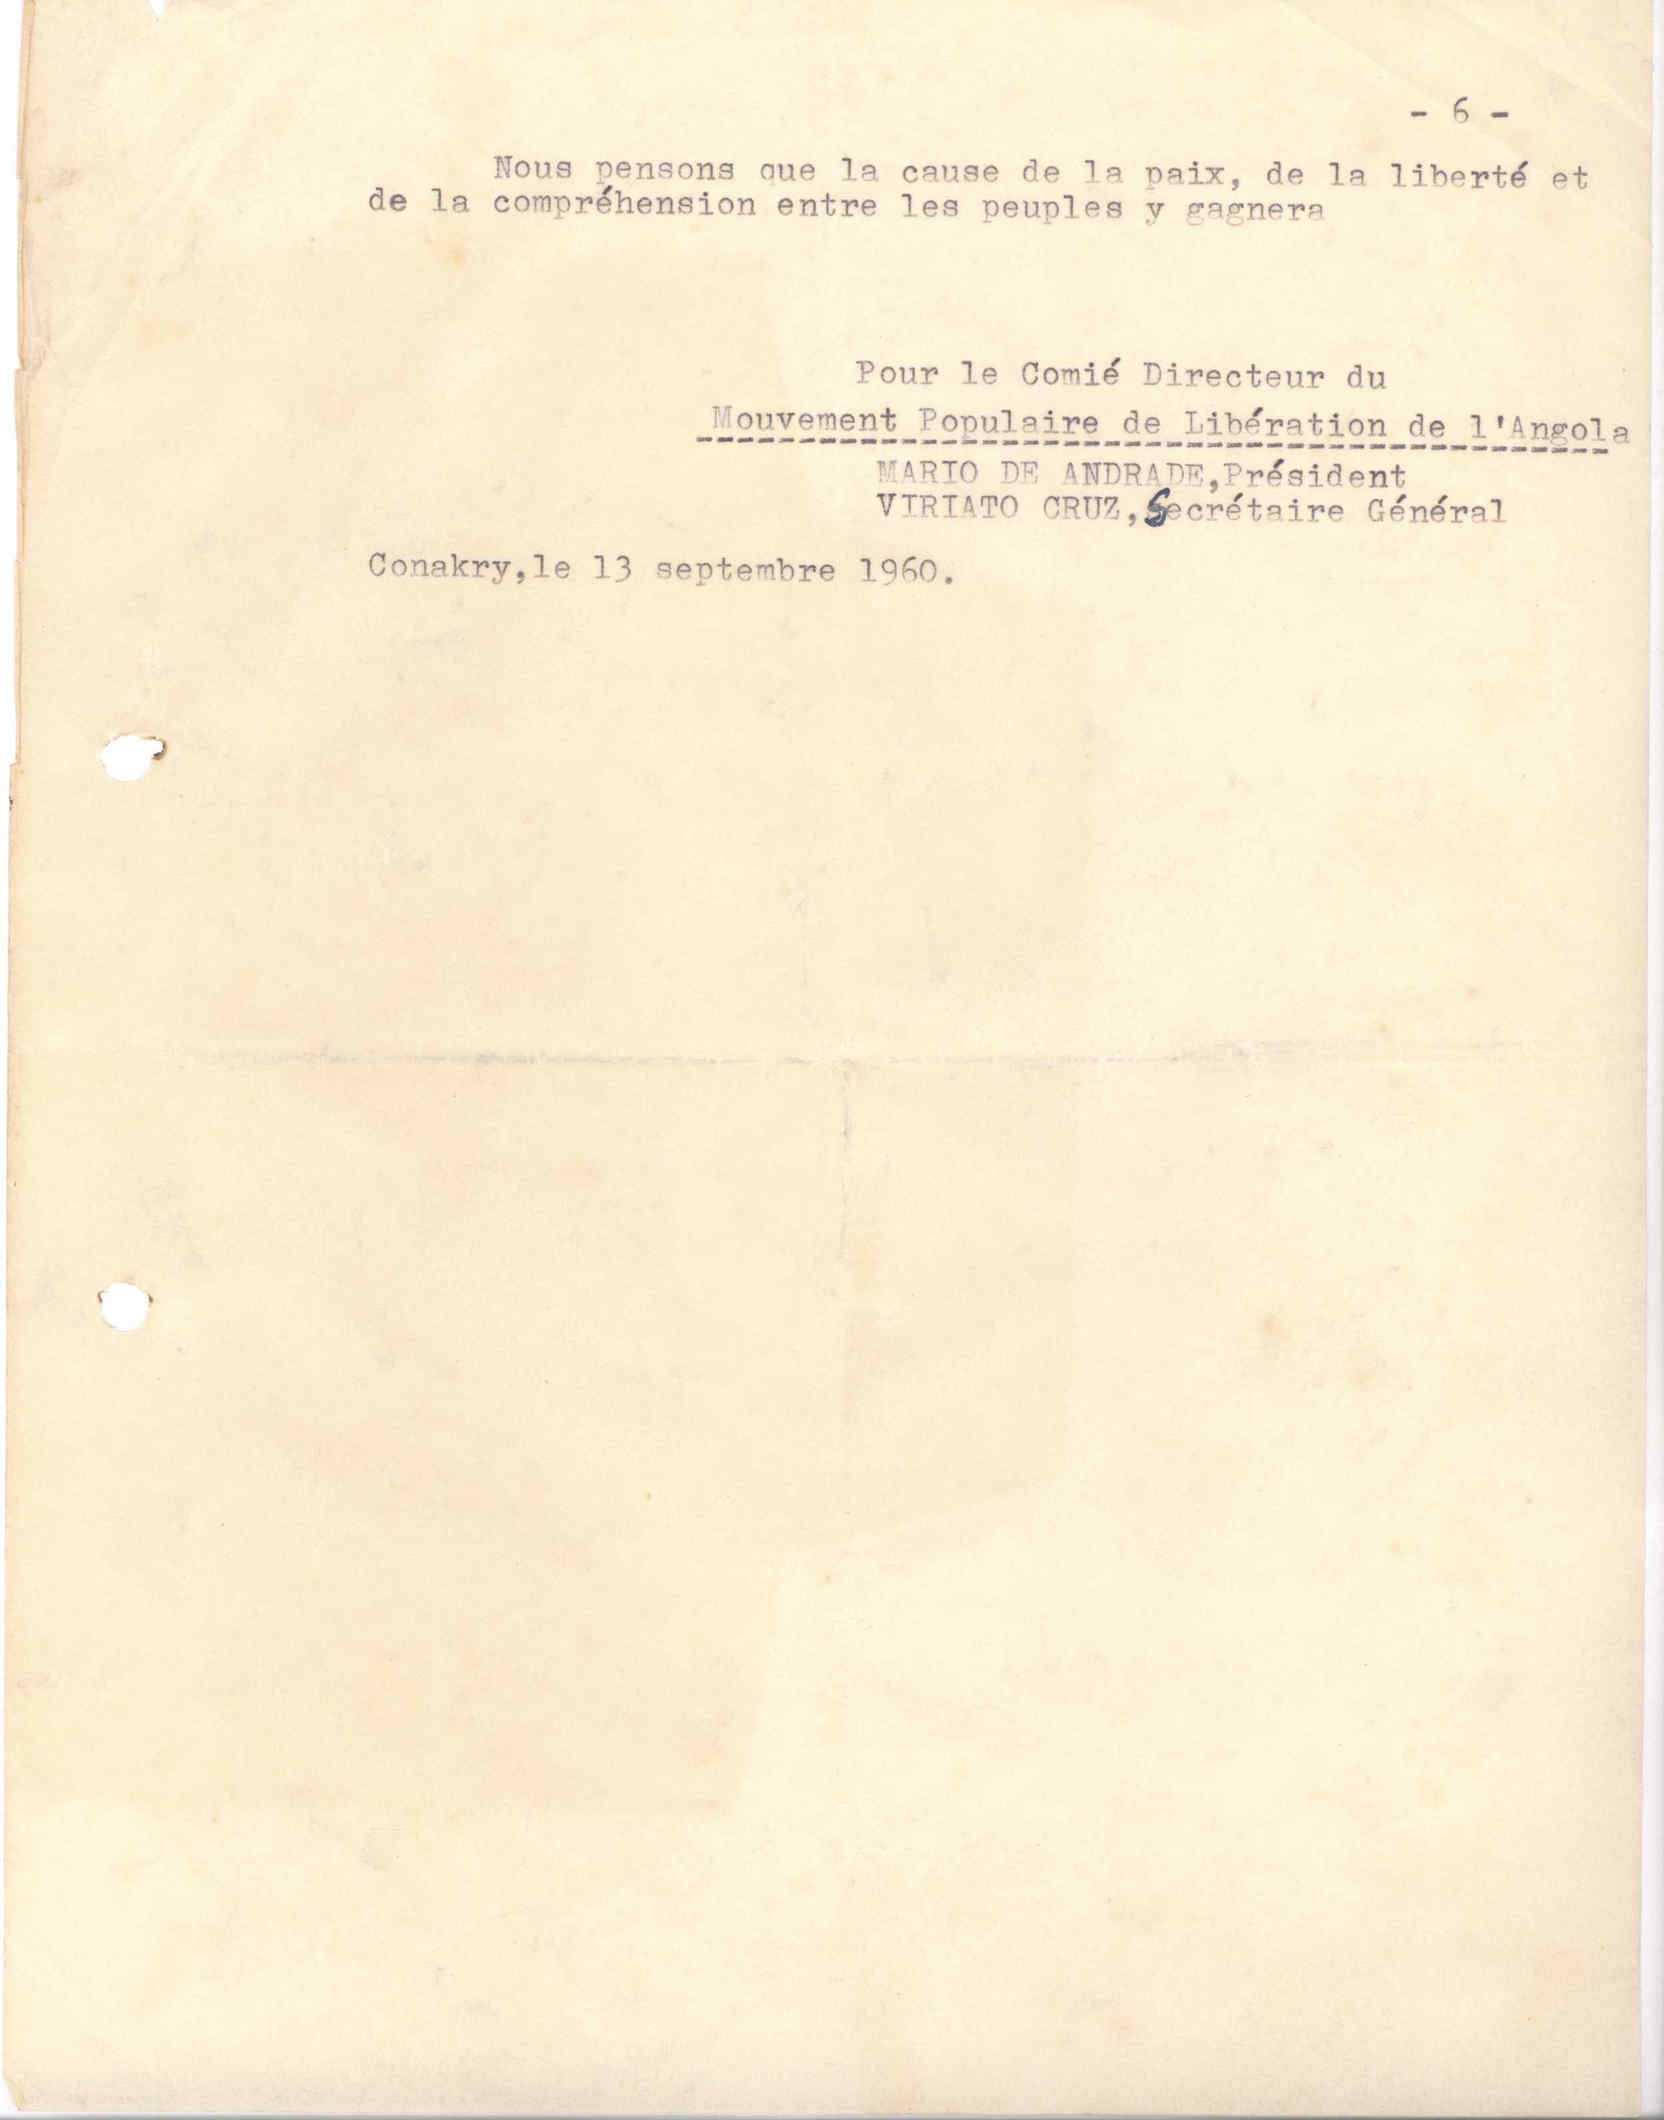 - 6 -
Nous pensons que la cause de la paix, de la liberté et
de la compréhension entre les peuples y gagnera
Pour le Comié Directeur du
Mouvement Populaire de Libération de l'Angola
MARIO DE ANDRADE,Président
VIRIATO CRUZ,Secrétaire Général
Conakry,le 13 septembre 1960.